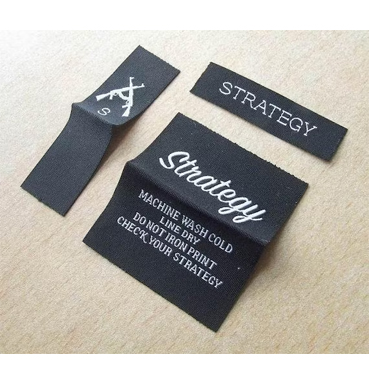 S
STRATEGY
Strategy
MACHINE WASH COLD
LINE DRY
DO NOT IRON PRINT
CHECK YOUR STRATEGY